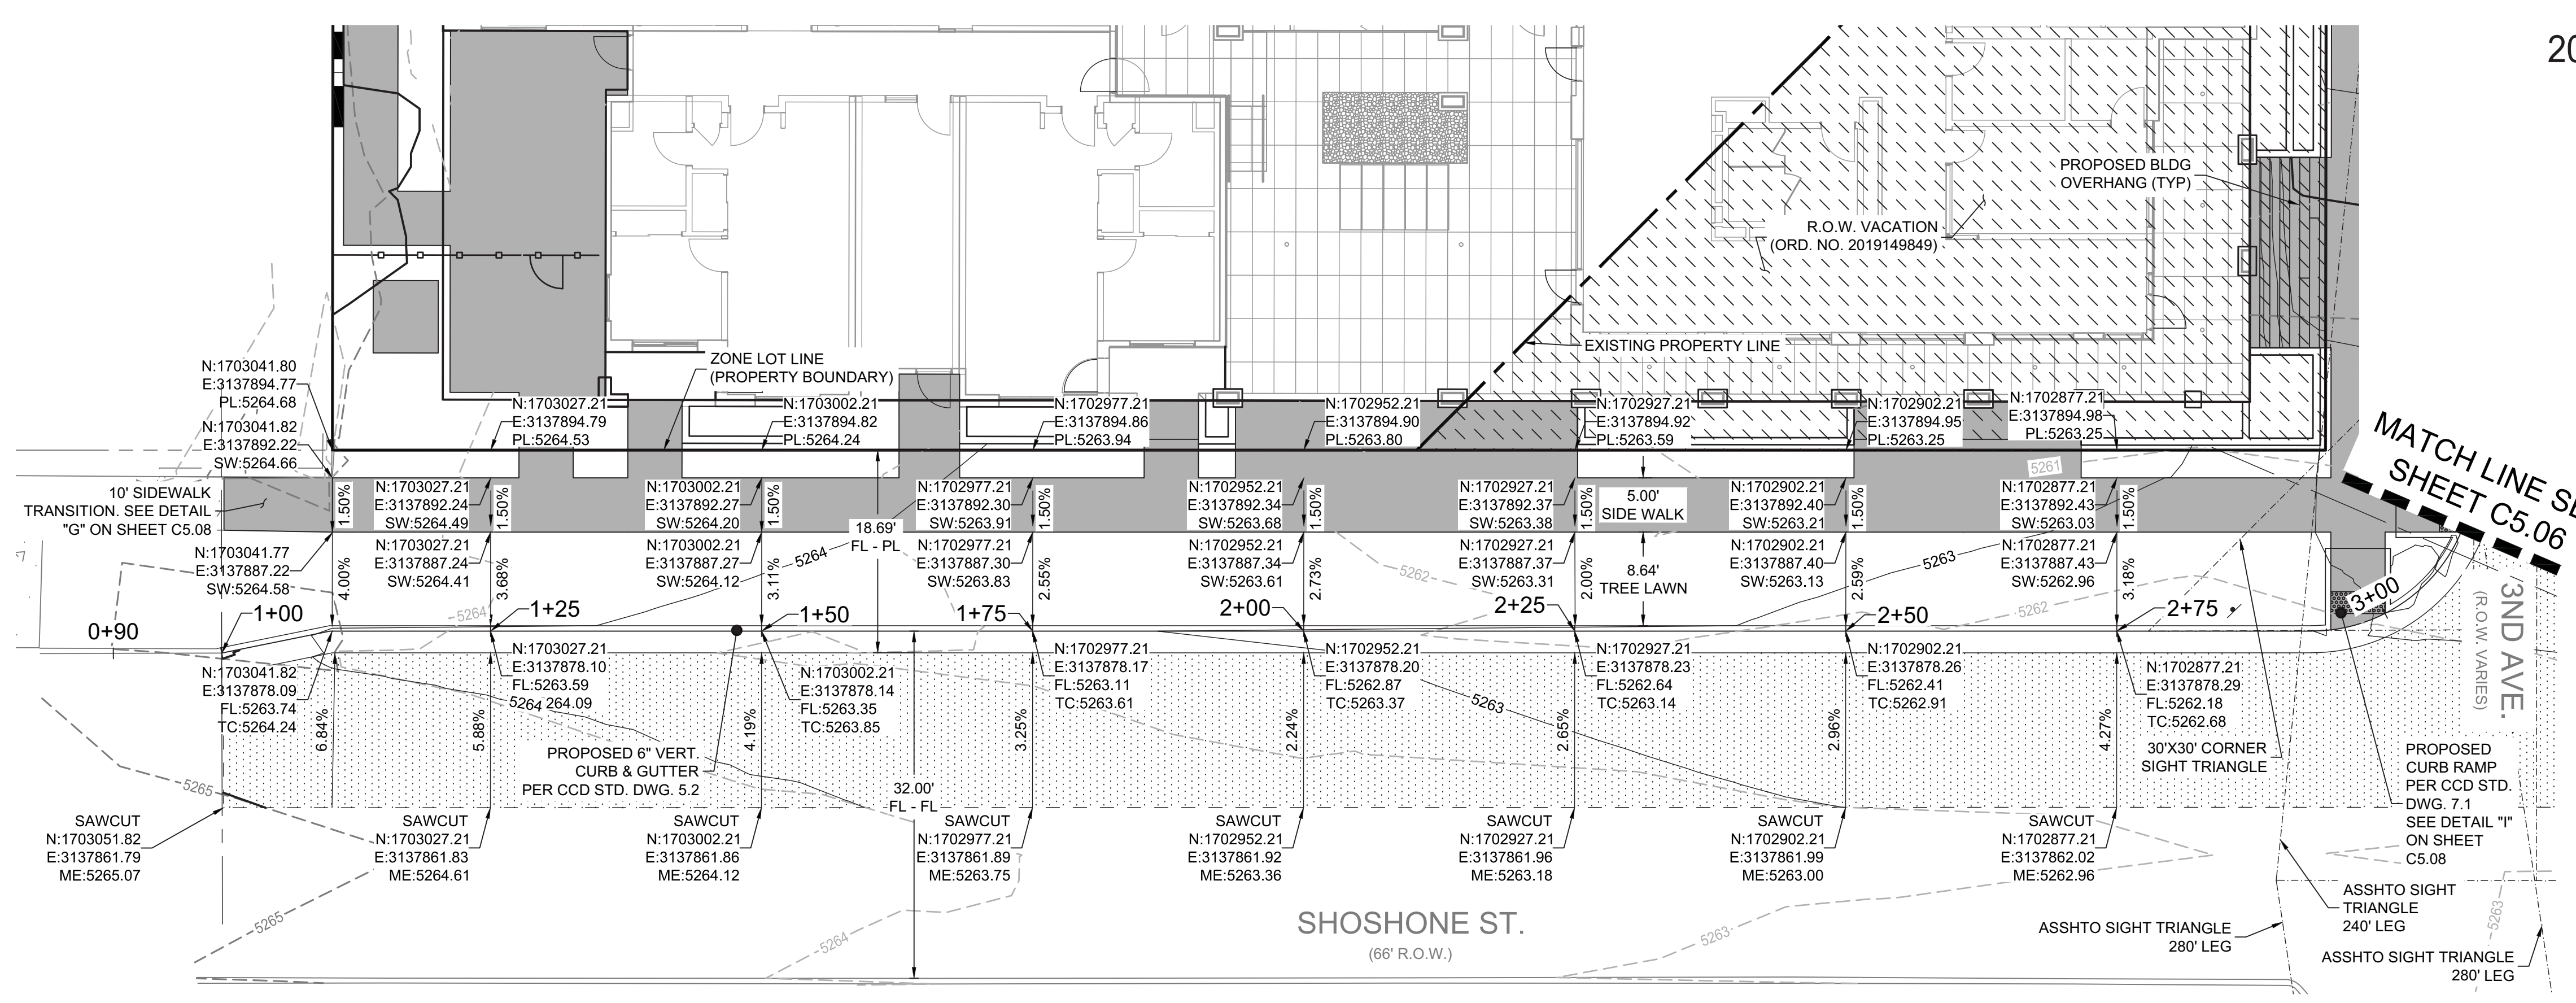 20
PROPOSED BLDG
OVERHANG (TYP)
R.O.W. VACATION
(ORD. NO. 2019149849)
EXISTING PROPERTY LINE
ZONE LOT LINE
(PROPERTY BOUNDARY)
N:1703041.80
E:3137894.77
PL:5264.68
N:1703041.82
E:3137892.22
SW:5264.66
N:1703027.21
E:3137894.79
PL:5264.53
N:1703002.21
E:3137894.82
PL:5264.24
N:1702977.21
E:3137894.86
PL:5263.94
N:1702952.21
E:3137894.90
PL:5263.80
N:1702927.21
E:3137894.92
PL:5263.59
N:1702902.21
E:3137894.95
PL:5263.25
N:1702877.21
E:3137894.98
PL:5263.25
MATCH LINE SE
SHEET C5.06
5261
10' SIDEWALK
TRANSITION. SEE DETAIL
"G" ON SHEET C5.08
1.50%
N:1703027.21
E:3137892.24
SW:5264.49
1.50%
N:1703002.21
E:3137892.27
SW:5264.20
1.50%
18.69'
FL - PL
N:1702977.21
E:3137892.30
SW:5263.91
1.50%
N:1702952.21
E:3137892.34
SW:5263.68
1.50%
N:1702927.21
E:3137892.37
SW:5263.38
1.50%
5.00'
SIDE WALK
N:1702902.21
E:3137892.40
SW:5263.21
1.50%
N:1702877.21
E:3137892.43
SW:5263.03
1.50%
N:1703041.77
E:3137887.22
SW:5264.58
4.00%
N:1703027.21
E:3137887.24
SW:5264.41
3.68%
N:1703002.21
E:3137887.27
SW:5264.12
3.11%
5264
N:1702977.21
E:3137887.30
SW:5263.83
2.55%
N:1702952.21
E:3137887.34
SW:5263.61
2.73%
5262
N:1702927.21
E:3137887.37
SW:5263.31
2.00%
8.64'
TREE LAWN
N:1702902.21
E:3137887.40
SW:5263.13
2.59%
5263
N:1702877.21
E:3137887.43
SW:5262.96
3.18%
0+90
1+00
5264
1+25
1+50
1+75
2+00
2+25
2+50
5262
2+75
3+00
3ND AVE.
(R.O.W. VARIES)
N:1703041.82
E:3137878.09
FL:5263.74
TC:5264.24
6.84%
N:1703027.21
E:3137878.10
FL:5263.59
264.09
5264
5.88%
N:1703002.21
E:3137878.14
FL:5263.35
TC:5263.85
4.19%
N:1702977.21
E:3137878.17
FL:5263.11
TC:5263.61
3.25%
N:1702952.21
E:3137878.20
FL:5262.87
TC:5263.37
2.24%
5263
N:1702927.21
E:3137878.23
FL:5262.64
TC:5263.14
2.65%
N:1702902.21
E:3137878.26
FL:5262.41
TC:5262.91
2.96%
N:1702877.21
E:3137878.29
FL:5262.18
TC:5262.68
4.27%
30'X30' CORNER
SIGHT TRIANGLE
PROPOSED
CURB RAMP
PER CCD STD.
DWG. 7.1
SEE DETAIL "I"
ON SHEET
C5.08
PROPOSED 6" VERT.
CURB & GUTTER
PER CCD STD. DWG. 5.2
5265
32.00'
FL - FL
SAWCUT
N:1703051.82
E:3137861.79
ME:5265.07
SAWCUT
N:1703027.21
E:3137861.83
ME:5264.61
SAWCUT
N:1703002.21
E:3137861.86
ME:5264.12
SAWCUT
N:1702977.21
E:3137861.89
ME:5263.75
SAWCUT
N:1702952.21
E:3137861.92
ME:5263.36
SAWCUT
N:1702927.21
E:3137861.96
ME:5263.18
SAWCUT
N:1702902.21
E:3137861.99
ME:5263.00
SAWCUT
N:1702877.21
E:3137862.02
ME:5262.96
5265
5264
SHOSHONE ST.
(66' R.O.W.)
5263
ASSHTO SIGHT
TRIANGLE
240' LEG
ASSHTO SIGHT TRIANGLE
280' LEG
5263
ASSHTO SIGHT TRIANGLE
280' LEG